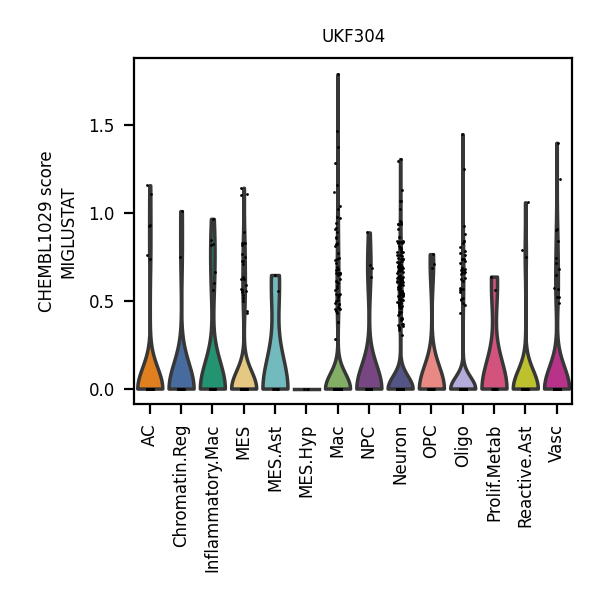 UKF304
CHEMBL1029 score
MIGLUSTAT
1.5
1.0
0.5
0.0
AC
Chromatin.Reg
Inflammatory.Mac
MES
MES.Ast
MES.Hyp
Mac
NPC
Neuron
OPC
Oligo
Prolif.Metab
Reactive.Ast
Vasc